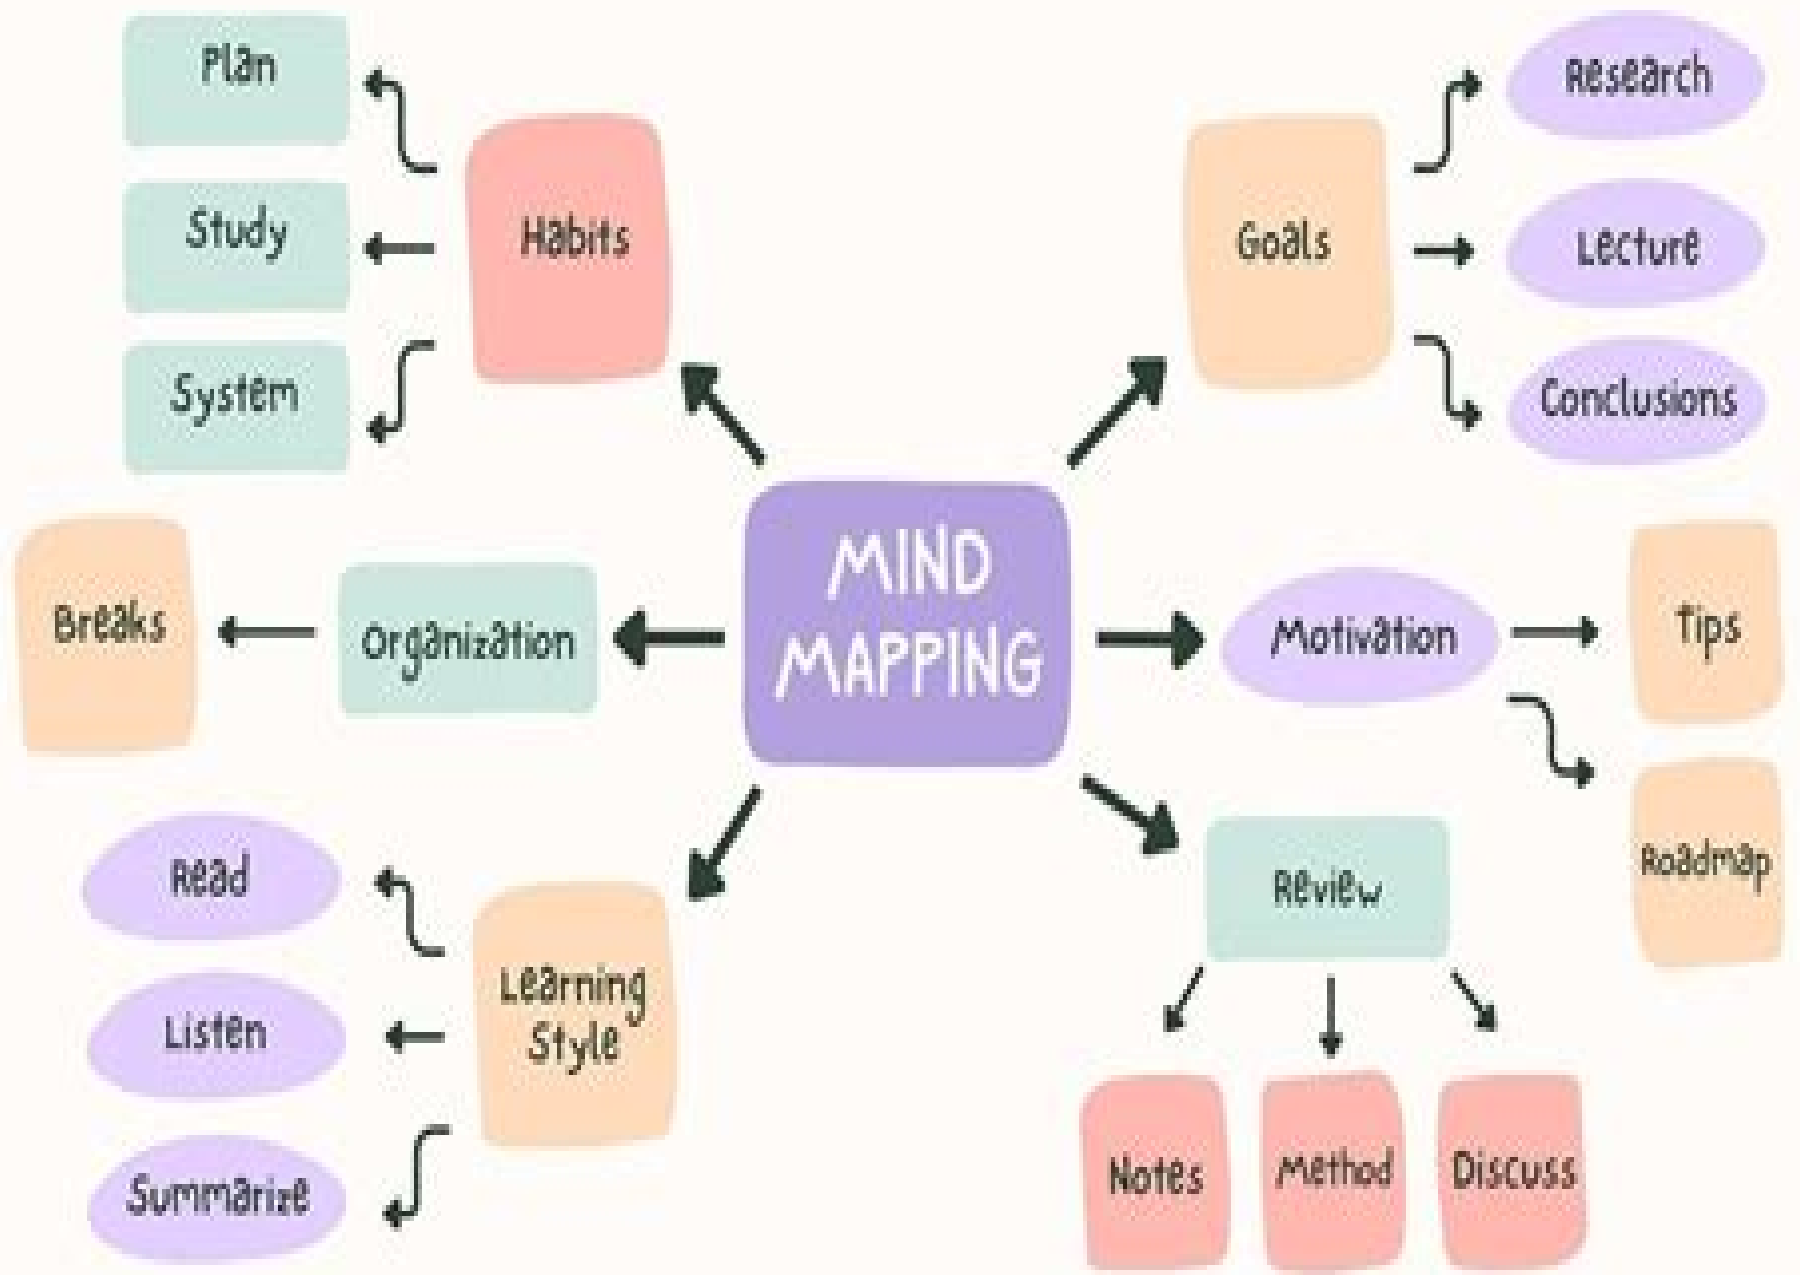 Plan
Study
System
Habits
Goals
Research
Lecture
Conclusions
MIND
MAPPING
Breaks
Organization
Motivation
Tips
Roadmap
Read
Listen
Summarize
Learning
Style
Review
Notes
Method
Discuss